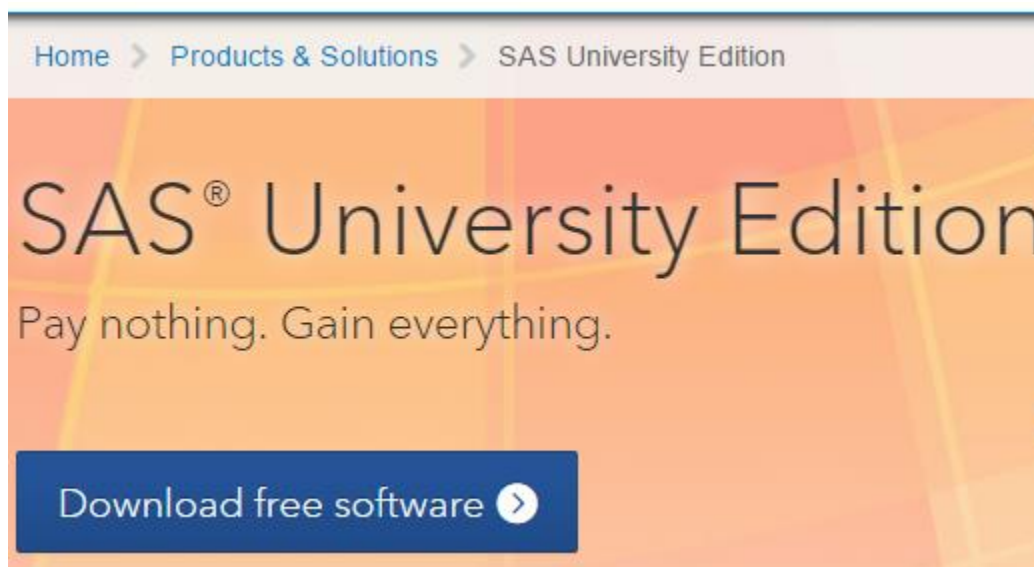 Home > Products & Solutions > SAS University Edition
SAS® University Edition
Pay nothing. Gain everything.
Download free software